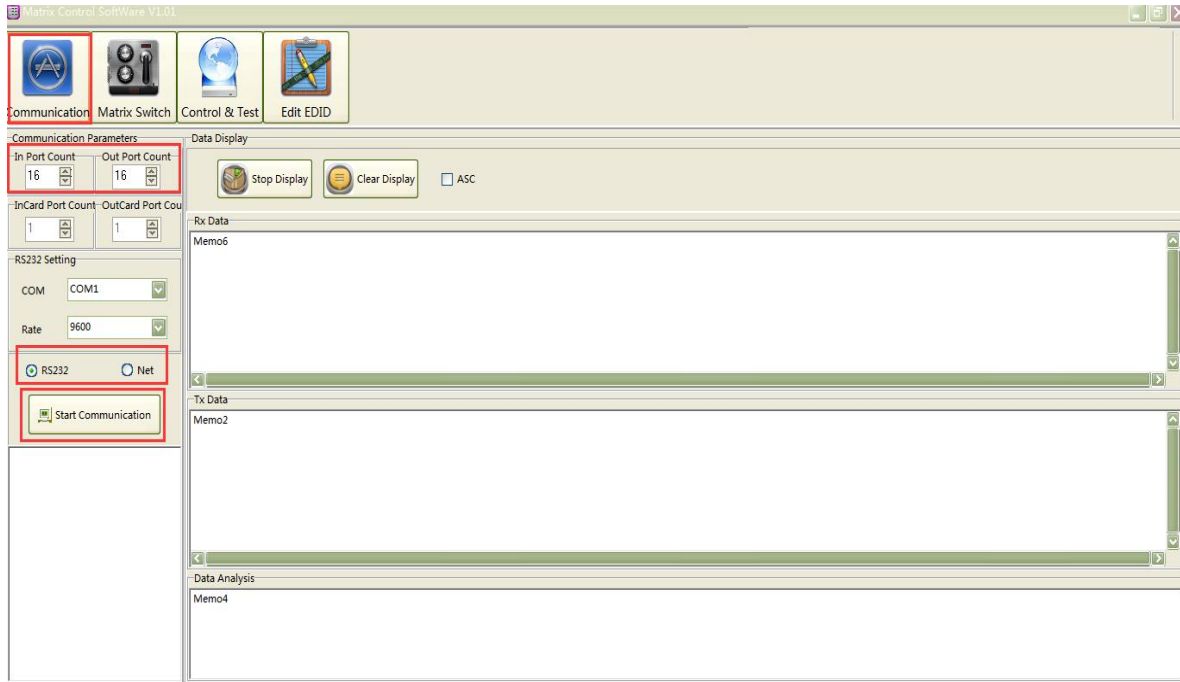 Matrix Control SoftWare V1.01
Communication Matrix Switch Control & Test Edit EDID
Communication Parameters
In Port Count Out Port Count
16 16
InCard Port Count OutCard Port Cou
1 1
RS232 Setting
COM COM1
Rate 9600
RS232 Net
Start Communication
Data Display
Stop Display Clear Display ASC
Rx Data
Memo6
Tx Data
Memo2
Data Analysis
Memo4